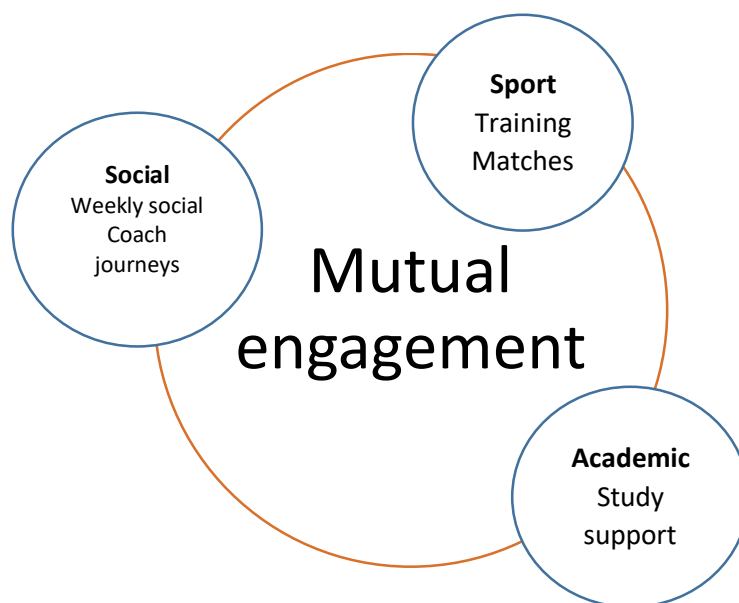 Sport
Training
Matches
Social
Weekly social
Coach
journeys
Mutual
engagement
Academic
Study
support